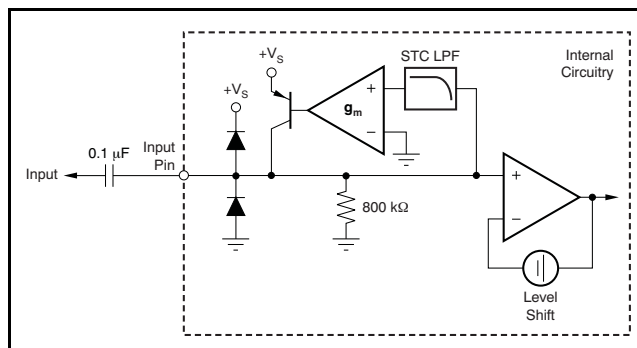 STC LPF
Internal
Circuitry
+VS
+VS
gm
+
−
0.1 µF
Input
Pin
Input
800 kΩ
+
−
Level
Shift